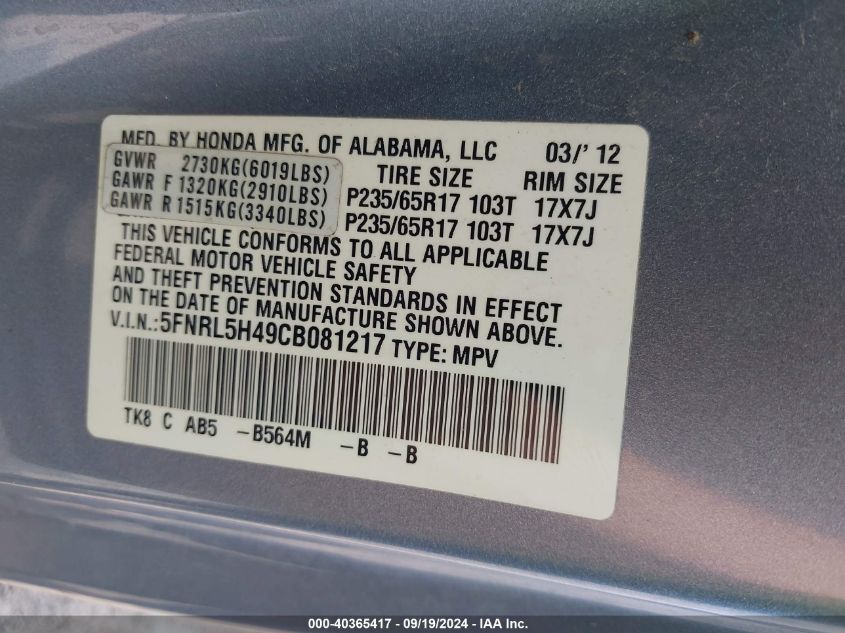 MFD. BY HONDA MFG. OF ALABAMA, LLC 03/' 12
GVWR 2730KG(6019LBS) TIRE SIZE RIM SIZE
GAWR F 1320KG(2910LBS) P235/65R17 103T 17X7J
GAWR R 1515KG(3340LBS) P235/65R17 103T 17X7J
THIS VEHICLE CONFORMS TO ALL APPLICABLE
FEDERAL MOTOR VEHICLE SAFETY
AND THEFT PREVENTION STANDARDS IN EFFECT
ON THE DATE OF MANUFACTURE SHOWN ABOVE.
V.I.N.:5FNRL5H49CB081217 TYPE: MPV
TK8 C AB5 -B564M -B -B
000-40365417 - 09/19/2024 - IAA Inc.